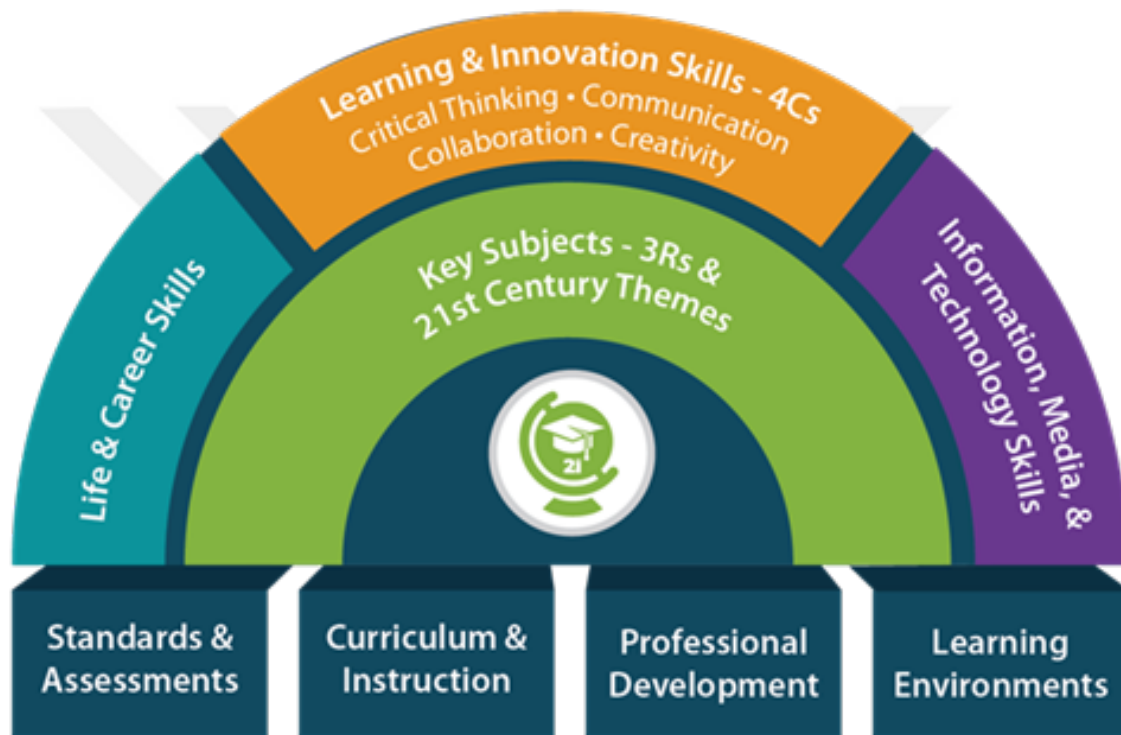 Learning & Innovation Skills - 4Cs
Critical Thinking • Communication
Collaboration • Creativity
Life & Career Skills
Key Subjects - 3Rs &
21st Century Themes
Information, Media, &
Technology Skills
21
Standards &
Assessments
Curriculum &
Instruction
Professional
Development
Learning
Environments